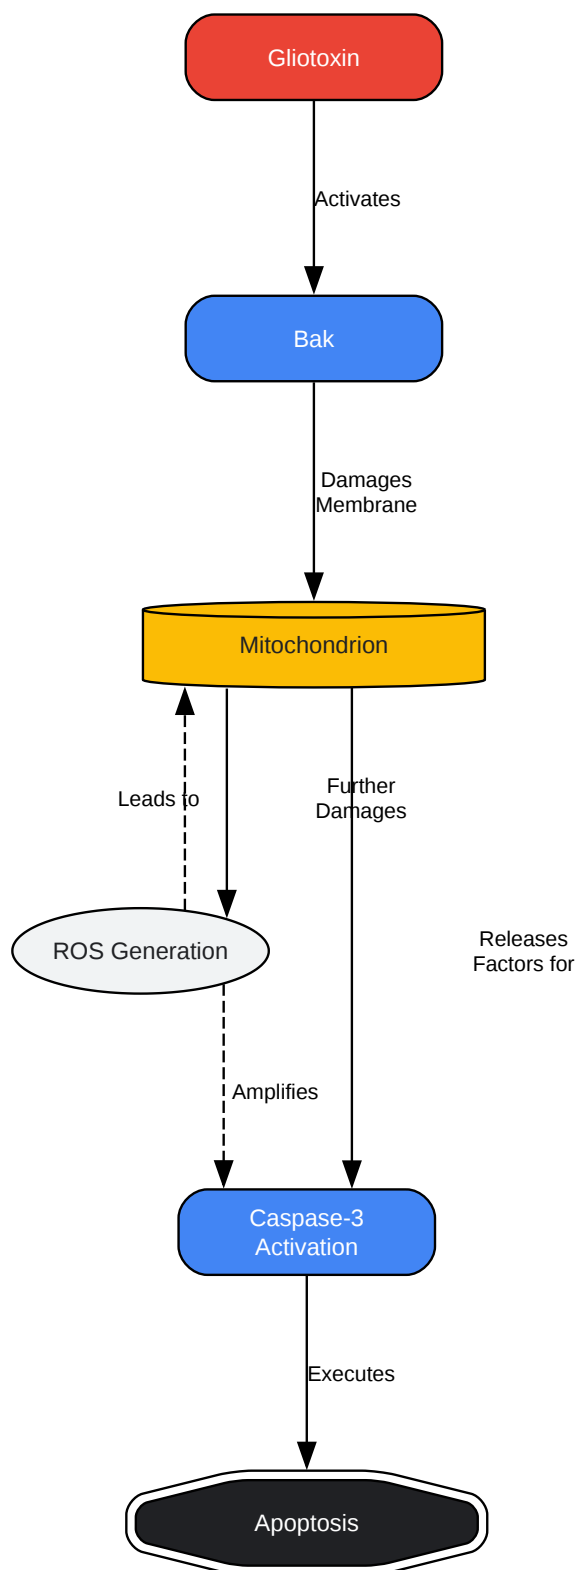 Gliotoxin
Activates
Bak
Damages
Membrane
Mitochondrion
Leads to
Further
Damages
ROS Generation
Releases
Factors for
Amplifies
Caspase-3
Activation
Executes
Apoptosis